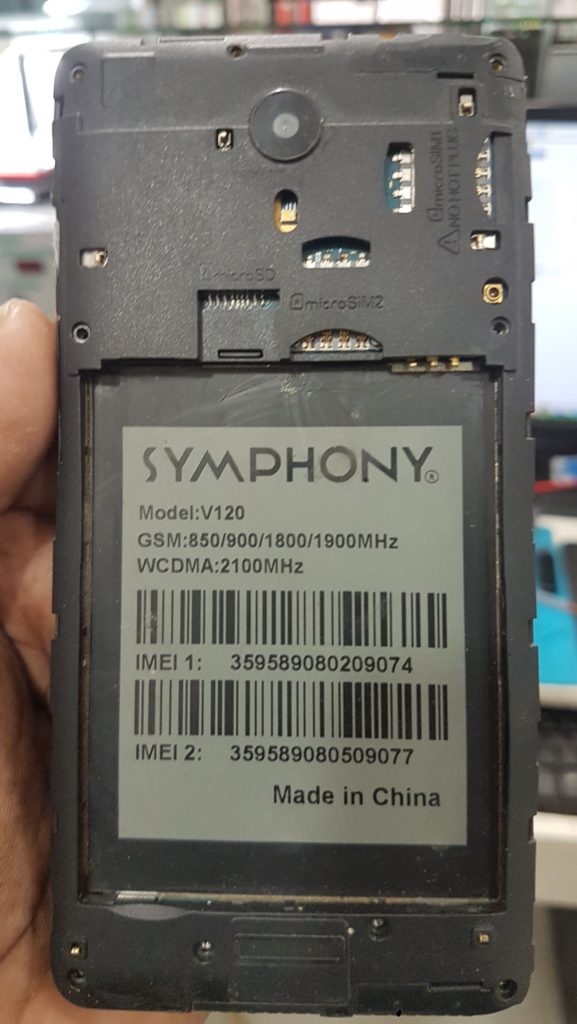 microSIM1
NO HOT PLUG
microSD
microSIM2
SYMPHONY®
Model:V120
GSM:850/900/1800/1900MHz
WCDMA:2100MHz
IMEI 1: 359589080209074
IMEI 2: 359589080509077
Made in China